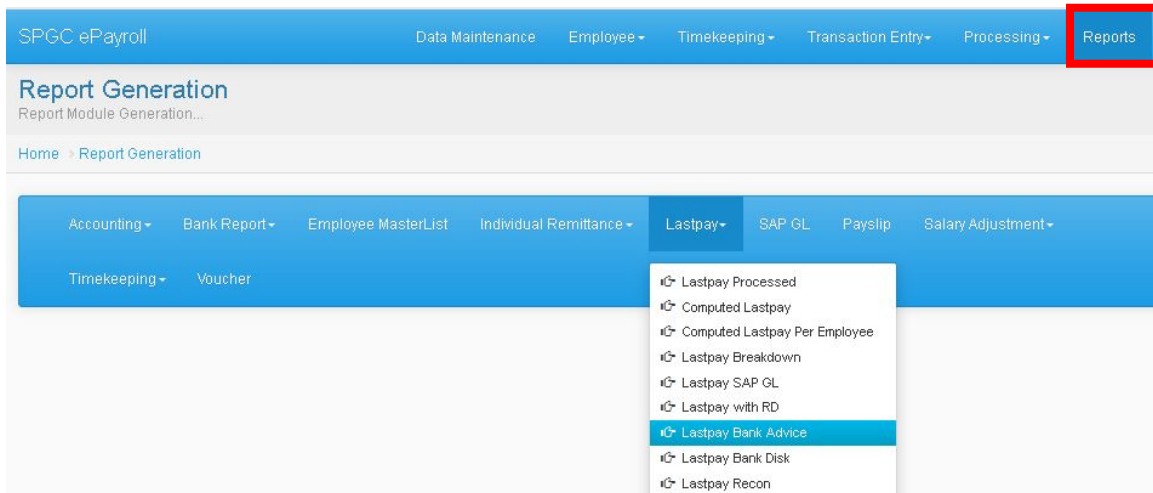 SPGC ePayroll Data Maintenance Employee Timekeeping Transaction Entry Processing Reports
Report Generation
Report Module Generation...
Home > Report Generation
Accounting Bank Report Employee MasterList Individual Remittance Lastpay SAP GL Payslip Salary Adjustment
Timekeeping Voucher
Lastpay Processed
Computed Lastpay
Computed Lastpay Per Employee
Lastpay Breakdown
Lastpay SAP GL
Lastpay with RD
Lastpay Bank Advice
Lastpay Bank Disk
Lastpay Recon